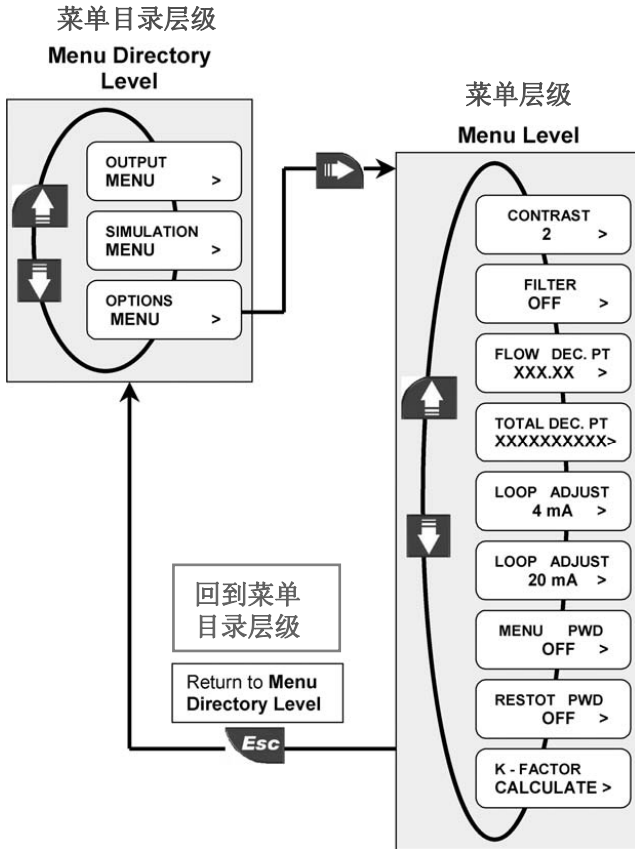 菜单目录层级
Menu Directory
Level
OUTPUT
MENU >
SIMULATION
MENU >
OPTIONS
MENU >
菜单层级
Menu Level
CONTRAST
2 >
FILTER
OFF >
FLOW DEC. PT
XXX.XX >
TOTAL DEC. PT
XXXXXXXXXX>
LOOP ADJUST
4 mA >
LOOP ADJUST
20 mA >
MENU PWD
OFF >
RESTOT PWD
OFF >
K - FACTOR
CALCULATE >
回到菜单
目录层级
Return to Menu
Directory Level
Esc